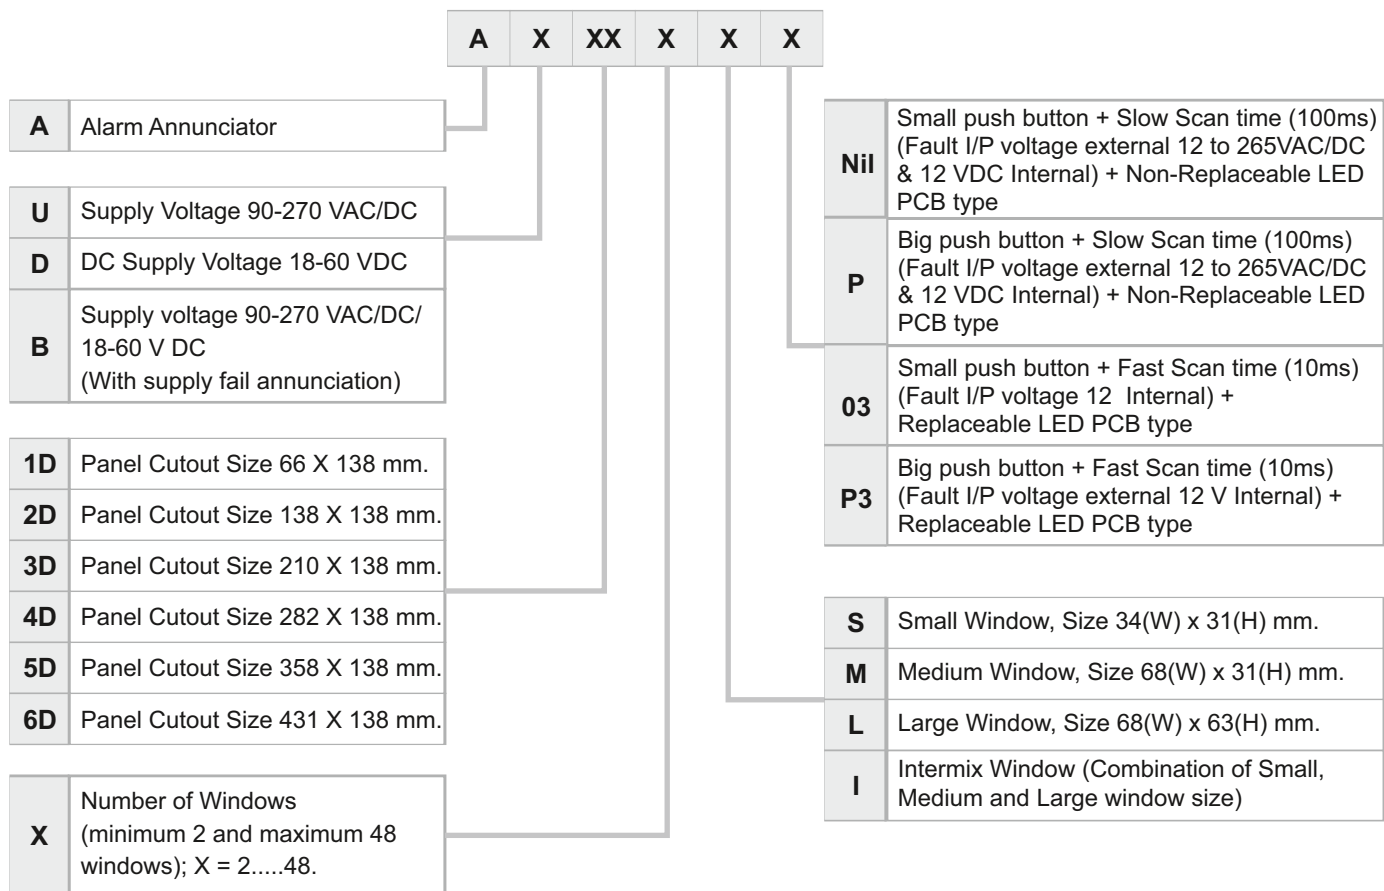 A X XX X X X
A Alarm Annunciator
U Supply Voltage 90-270 VAC/DC
D DC Supply Voltage 18-60 VDC
B Supply voltage 90-270 VAC/DC/
18-60 V DC
(With supply fail annunciation)
1D Panel Cutout Size 66 X 138 mm.
2D Panel Cutout Size 138 X 138 mm.
3D Panel Cutout Size 210 X 138 mm.
4D Panel Cutout Size 282 X 138 mm.
5D Panel Cutout Size 358 X 138 mm.
6D Panel Cutout Size 431 X 138 mm.
X Number of Windows
(minimum 2 and maximum 48
windows); X = 2.....48.
Nil Small push button + Slow Scan time (100ms)
(Fault I/P voltage external 12 to 265VAC/DC
& 12 VDC Internal) + Non-Replaceable LED
PCB type
P Big push button + Slow Scan time (100ms)
(Fault I/P voltage external 12 to 265VAC/DC
& 12 VDC Internal) + Non-Replaceable LED
PCB type
03 Small push button + Fast Scan time (10ms)
(Fault I/P voltage 12 Internal) +
Replaceable LED PCB type
P3 Big push button + Fast Scan time (10ms)
(Fault I/P voltage external 12 V Internal) +
Replaceable LED PCB type
S Small Window, Size 34(W) x 31(H) mm.
M Medium Window, Size 68(W) x 31(H) mm.
L Large Window, Size 68(W) x 63(H) mm.
I Intermix Window (Combination of Small,
Medium and Large window size)